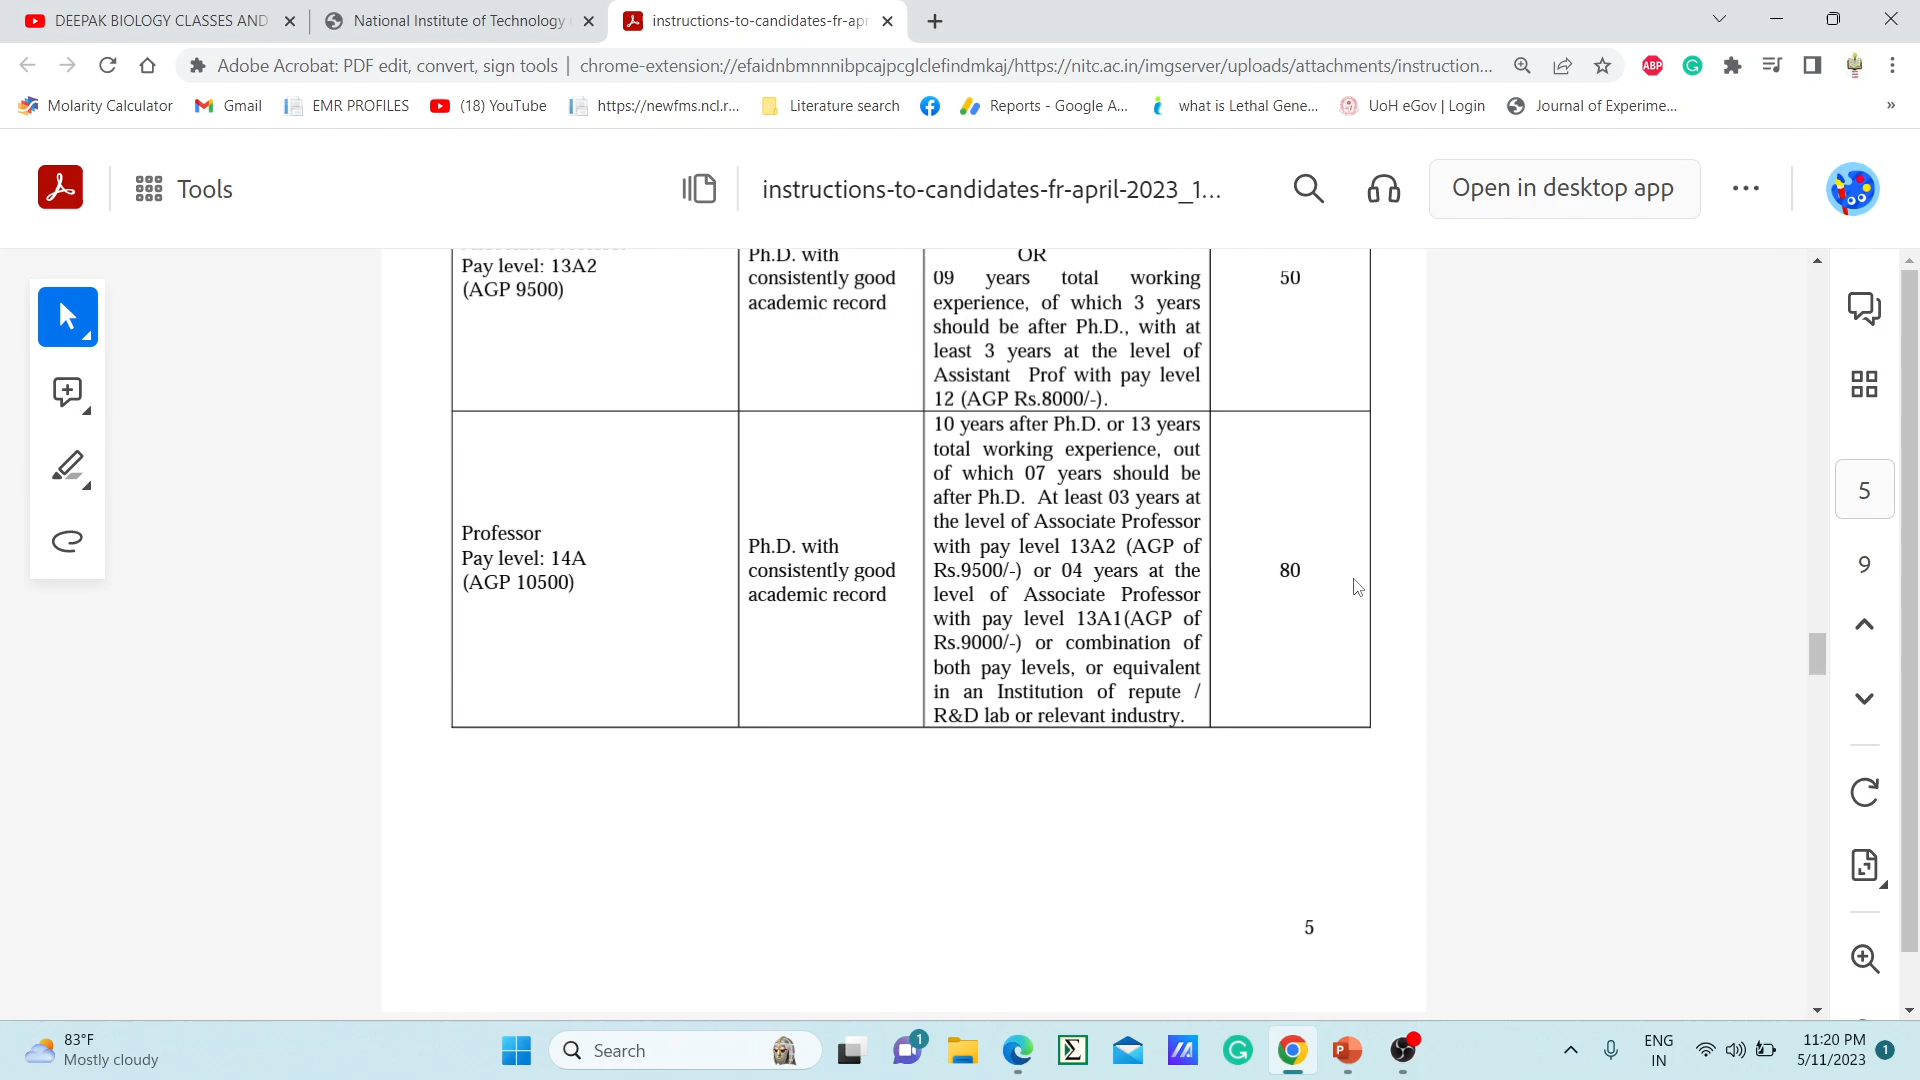 DEEPAK BIOLOGY CLASSES AND
National Institute of Technology
instructions-to-candidates-fr-apr
Adobe Acrobat: PDF edit, convert, sign tools | chrome-extension://efaidnbmnnnibpcajpcglclefindmkaj/https://nitc.ac.in/imgserver/uploads/attachments/instruction...
ABP
Molarity Calculator
Gmail
EMR PROFILES
(18) YouTube
https://newfms.ncl.r...
Literature search
Reports - Google A...
what is Lethal Gene...
UoH eGov | Login
Journal of Experime...
»
Tools
instructions-to-candidates-fr-april-2023_1...
Open in desktop app
Pay level: 13A2
(AGP 9500)
Ph.D. with
consistently good
academic record
OR
09 years total working
experience, of which 3 years
should be after Ph.D., with at
least 3 years at the level of
Assistant Prof with pay level
12 (AGP Rs.8000/-).
50
Professor
Pay level: 14A
(AGP 10500)
Ph.D. with
consistently good
academic record
10 years after Ph.D. or 13 years
total working experience, out
of which 07 years should be
after Ph.D. At least 03 years at
the level of Associate Professor
with pay level 13A2 (AGP of
Rs.9500/-) or 04 years at the
level of Associate Professor
with pay level 13A1(AGP of
Rs.9000/-) or combination of
both pay levels, or equivalent
in an Institution of repute /
R&D lab or relevant industry.
80
5
5
9
83°F
Mostly cloudy
Search
1
ENG
IN
11:20 PM
5/11/2023
1